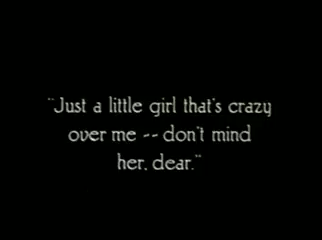 "Just a little girl that's crazy
over me -- don't mind
her, dear."